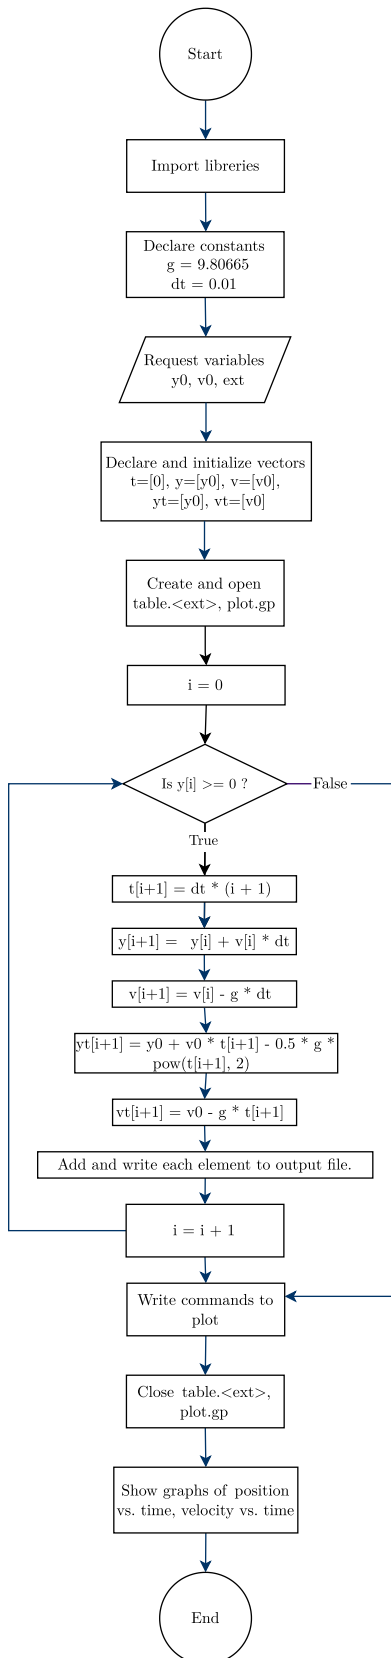 Start
Import libreries
Declare constants
g = 9.80665
dt = 0.01
Request variables
y0, v0, ext
Declare and initialize vectors
t=[0], y=[y0], v=[v0],
yt=[y0], vt=[v0]
Create and open
table.<ext>, plot.gp
i = 0
Is y[i] >= 0 ?
False
True
t[i+1] = dt * (i + 1)
y[i+1] = y[i] + v[i] * dt
v[i+1] = v[i] - g * dt
yt[i+1] = y0 + v0 * t[i+1] - 0.5 * g *
pow(t[i+1], 2)
vt[i+1] = v0 - g * t[i+1]
Add and write each element to output file.
i = i + 1
Write commands to
plot
Close table.<ext>,
plot.gp
Show graphs of position
vs. time, velocity vs. time
End